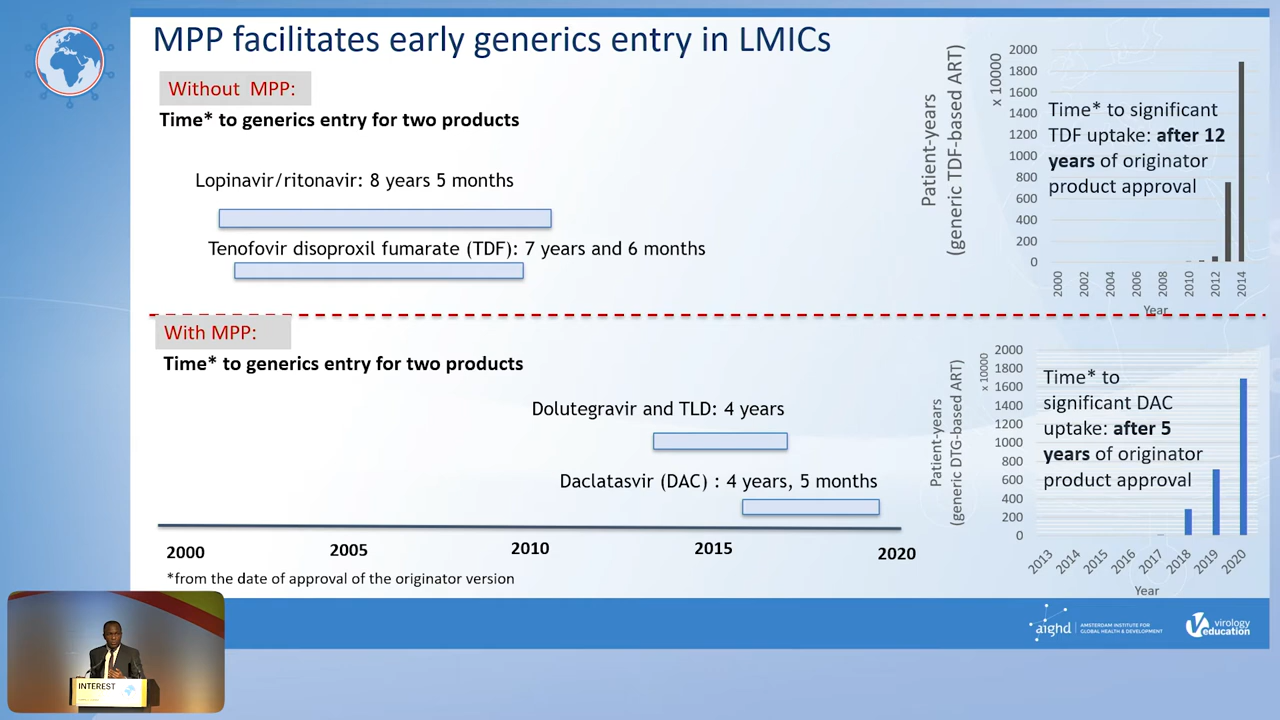 MPP facilitates early generics entry in LMICs
Without MPP:
Time* to generics entry for two products
Lopinavir/ritonavir: 8 years 5 months
Tenofovir disoproxil fumarate (TDF): 7 years and 6 months
Patient-years
(generic TDF-based ART)
x 10000
2000
1800
1600
1400
1200
1000
800
600
400
200
0
Time* to significant
TDF uptake: after 12
years of originator
product approval
2000
2002
2004
2006
2008
2010
2012
2014
Year
With MPP:
Time* to generics entry for two products
Dolutegravir and TLD: 4 years
Daclatasvir (DAC) : 4 years, 5 months
2000
2005
2010
2015
2020
*from the date of approval of the originator version
Patient-years
(generic DTG-based ART)
x 10000
2000
1800
1600
1400
1200
1000
800
600
400
200
0
Time* to
significant DAC
uptake: after 5
years of originator
product approval
2013
2014
2015
2016
2017
2018
2019
2020
Year
INTEREST
aighd
AMSTERDAM INSTITUTE FOR
GLOBAL HEALTH & DEVELOPMENT
virology
education